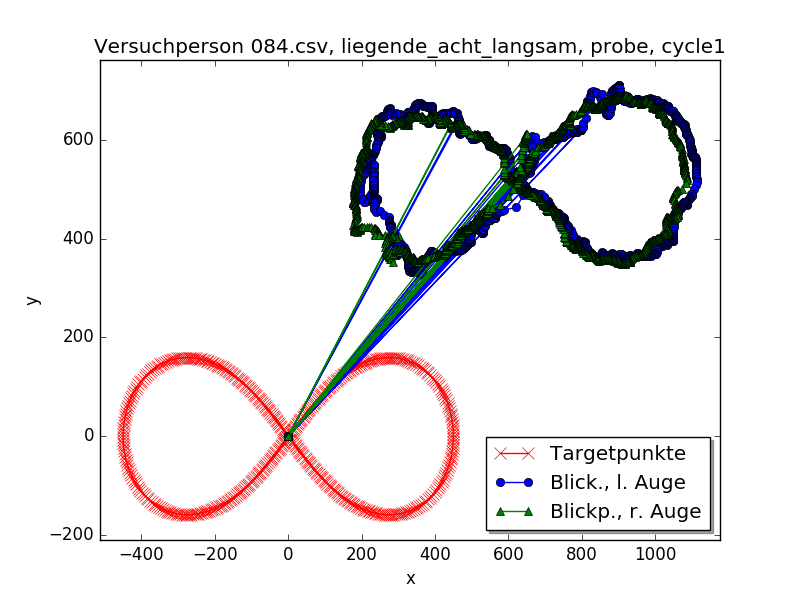 Versuchperson 084.csv, liegende_acht_langsam, probe, cycle1
600
400
200
0
−200
y
Targetpunkte
Blick., l. Auge
Blickp., r. Auge
−400 −200 0 200 400 600 800 1000
x